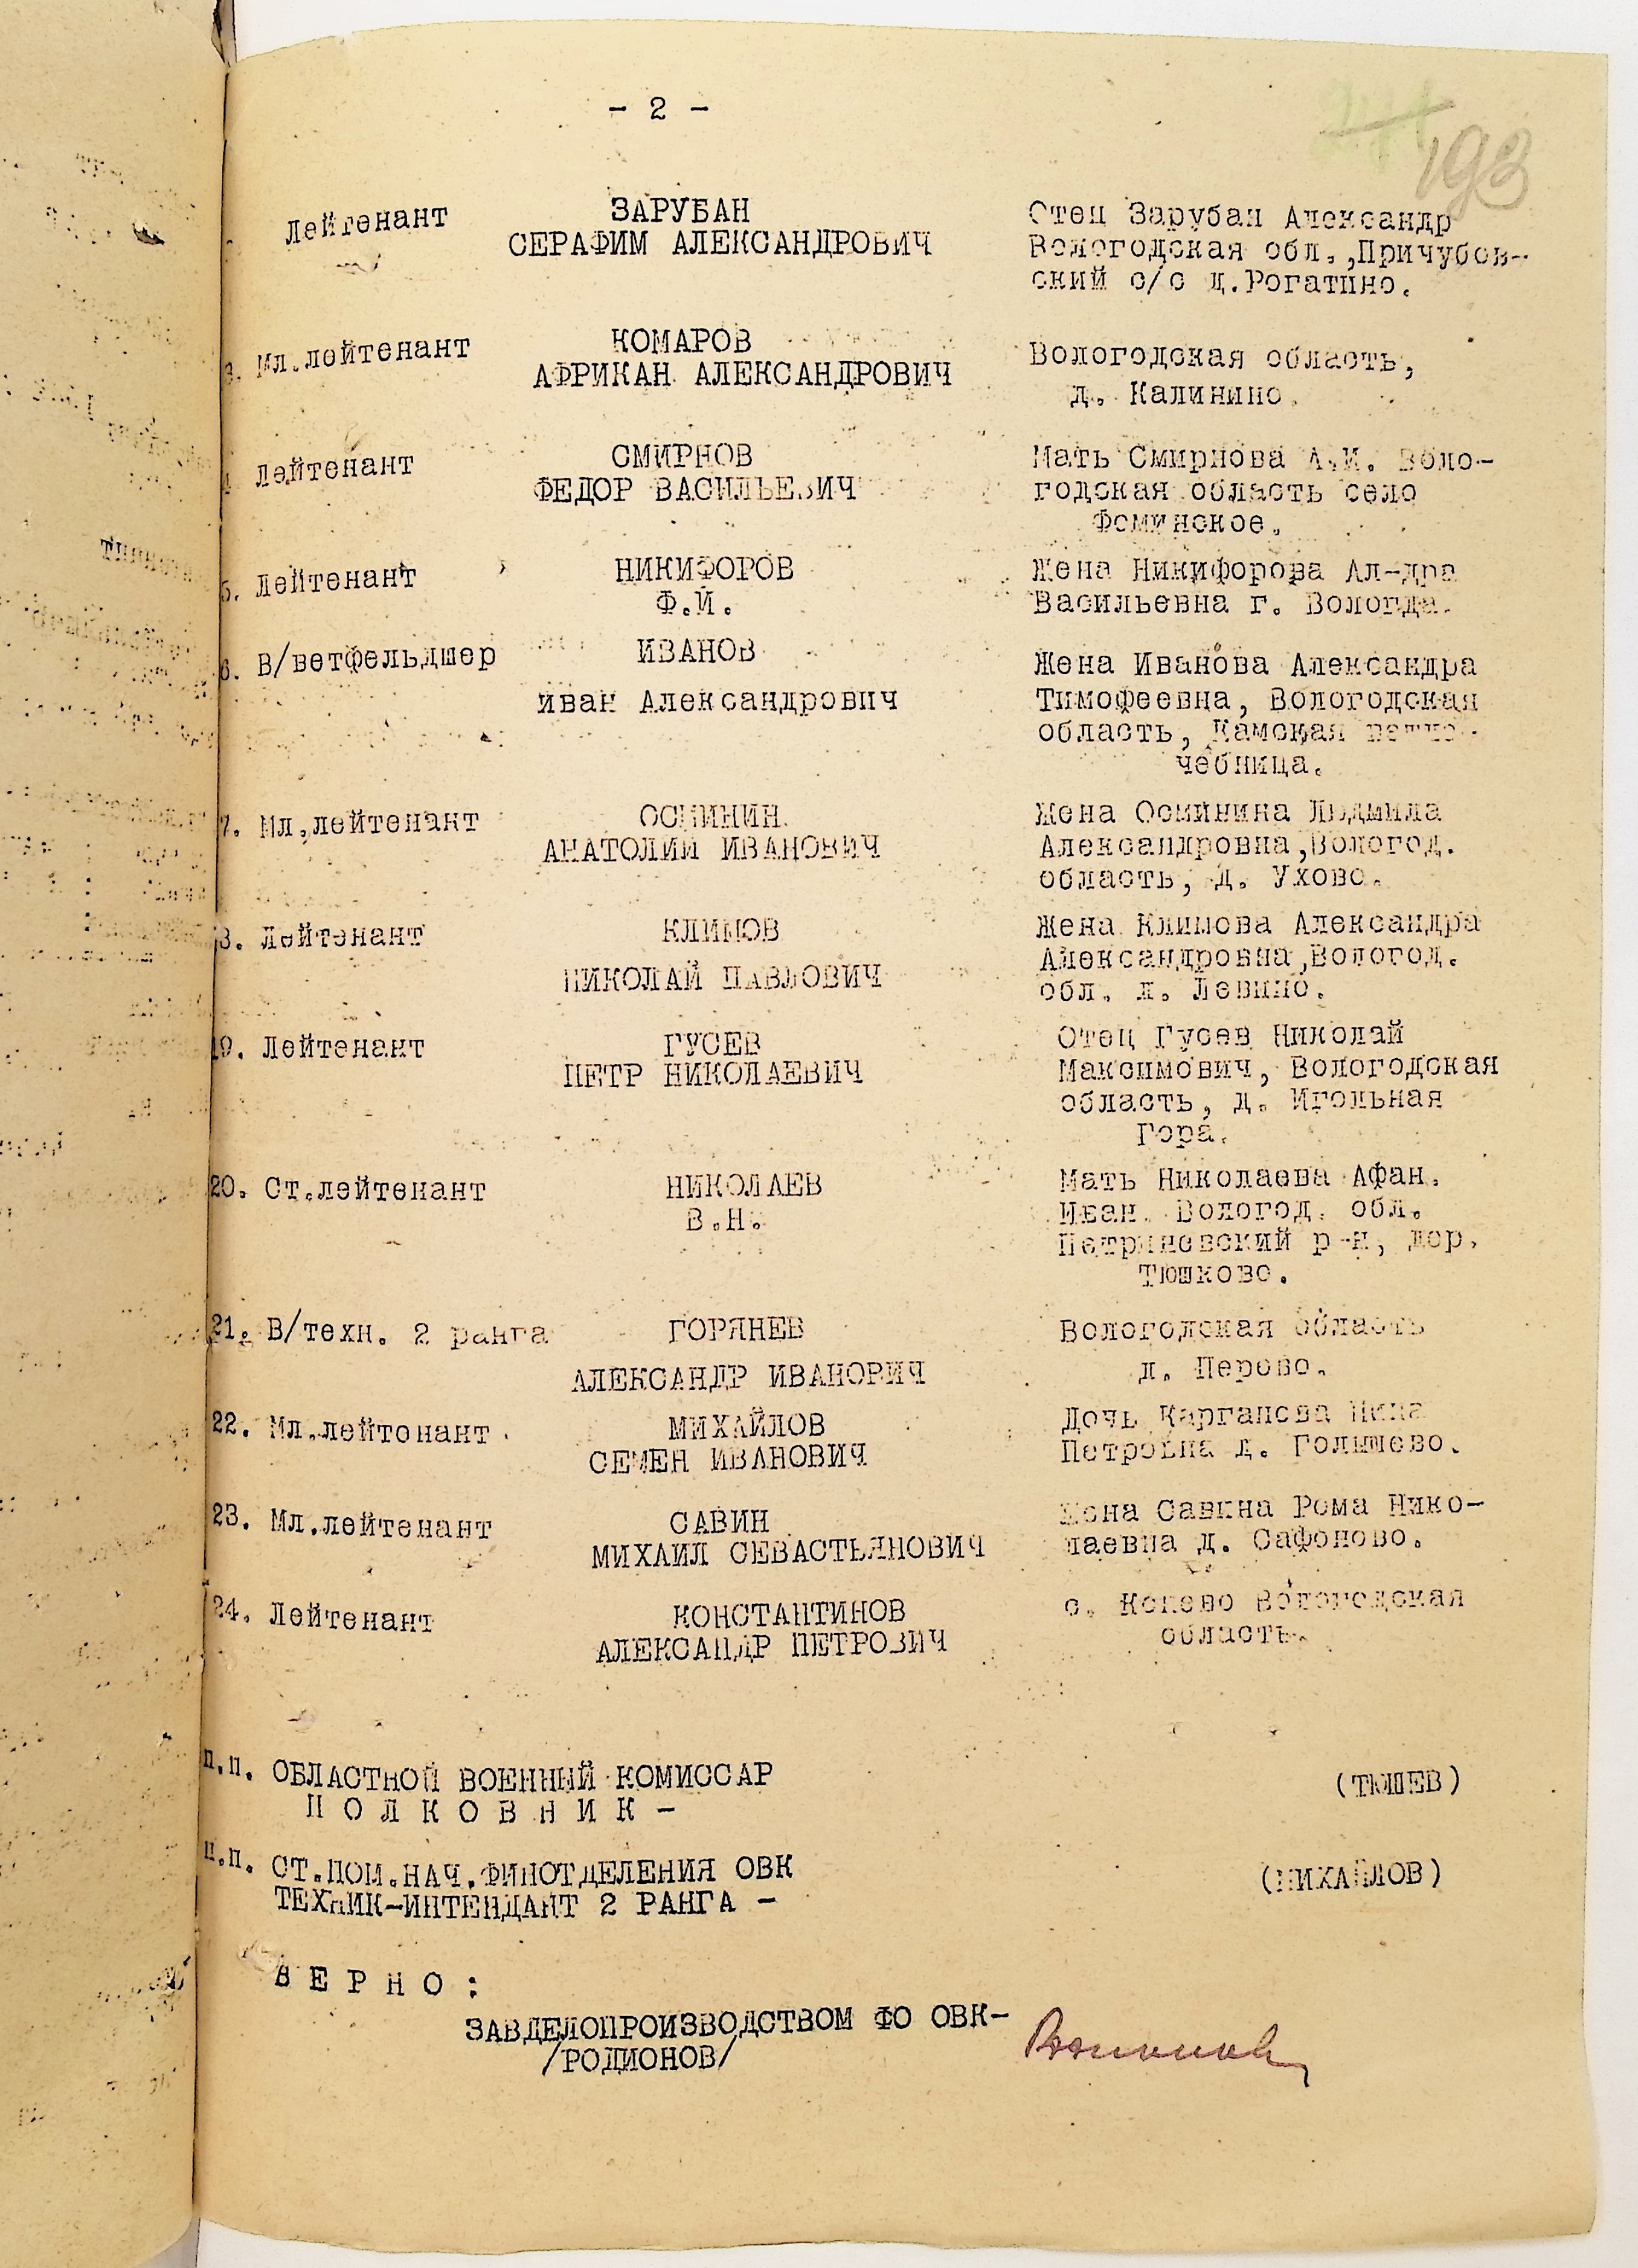 - 2 -
193
Лейтенант
ЗАРУБАН
СЕРАФИМ АЛЕКСАНДРОВИЧ
Отец Зарубан Александр
Вологодская обл.,Причубов-
ский с/с д.Рогатино.
3. Мл.лейтенант
КОМАРОВ
АФРИКАН АЛЕКСАНДРОВИЧ
Вологодская область,
д. Калинино.
Лейтенант
СМИРНОВ
ФЕДОР ВАСИЛЬЕВИЧ
Мать Смирнова А.И. Воло-
годская область село
Фоминское.
5. Лейтенант
НИКИФОРОВ
Ф.И.
Жена Никифорова Ал-дра
Васильевна г. Вологда.
6. В/ветфельдшер
ИВАНОВ
Иван Александрович
Жена Иванова Александра
Тимофеевна, Вологодская
область, Камская
чебница.
7. Мл.лейтенант
ОСМИНИН
АНАТОЛИЙ ИВАНОВИЧ
Жена Осминина Людмила
Александровна,Вологод.
область, д. Ухово.
8. Лейтенант
КЛИМОВ
НИКОЛАЙ ПАВЛОВИЧ
Жена Климова Александра
Александровна,Вологод.
обл. д. Левино.
19. Лейтенант
ГУСЕВ
ПЕТР НИКОЛАЕВИЧ
Отец Гусев Николай
Максимович, Вологодская
область, д. Игольная
Гора.
20. Ст.лейтенант
НИКОЛАЕВ
В.Н.
Мать Николаева Афан.
Иван. Вологод. обл.
Петриневский р-н, дер.
Тюшково.
21. В/техн. 2 ранга
ГОРЯНЕВ
АЛЕКСАНДР ИВАНОВИЧ
Вологодская область
д. Перово.
22. Мл.лейтенант
МИХАЙЛОВ
СЕМЕН ИВАНОВИЧ
Дочь Карганова Нина
Петровна д. Голышево.
23. Мл.лейтенант
САВИН
МИХАИЛ СЕВАСТЬЯНОВИЧ
Жена Савина Рома Нико-
лаевна д. Сафоново.
24. Лейтенант
КОНСТАНТИНОВ
АЛЕКСАНДР ПЕТРОВИЧ
с. Конево Вологодская
область.
п.п. ОБЛАСТНОЙ ВОЕННЫЙ КОМИССАР
П О Л К О В Н И К -
(ТЮШЕВ)
п.п. СТ.ПОМ.НАЧ.ФИНОТДЕЛЕНИЯ ОВК
ТЕХНИК-ИНТЕНДАНТ 2 РАНГА -
(МИХАЙЛОВ)
В Е Р Н О :
ЗАВДЕЛОПРОИЗВОДСТВОМ ФО ОВК-
/РОДИОНОВ/